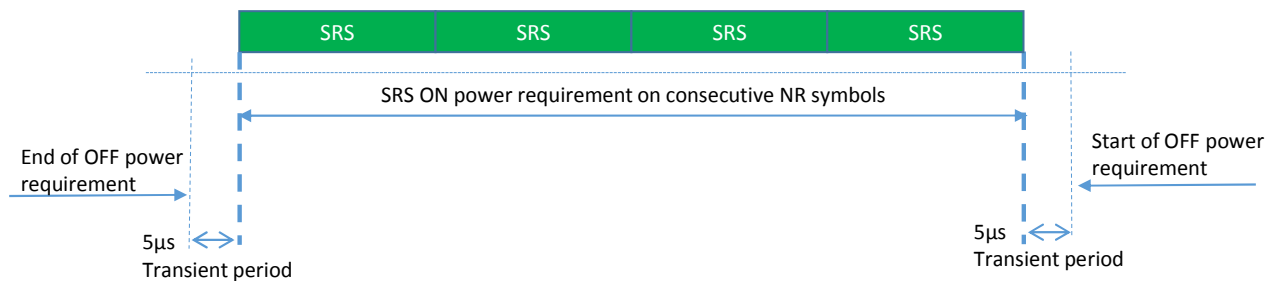 SRS SRS SRS SRS
SRS ON power requirement on consecutive NR symbols
End of OFF power
requirement
Start of OFF power
requirement
5µs
Transient period
5µs
Transient period